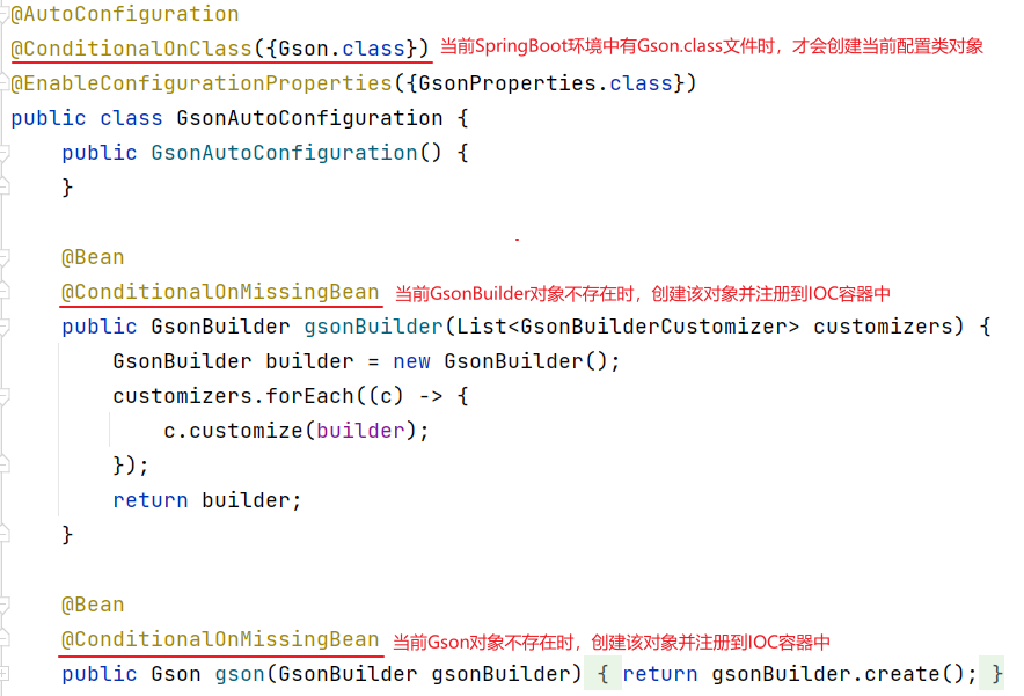 @AutoConfiguration
@ConditionalOnClass({Gson.class}) 当前SpringBoot环境中有Gson.class文件时，才会创建当前配置类对象
@EnableConfigurationProperties({GsonProperties.class})
public class GsonAutoConfiguration {
public GsonAutoConfiguration() {
}
@Bean
@ConditionalOnMissingBean 当前GsonBuilder对象不存在时，创建该对象并注册到IOC容器中
public GsonBuilder gsonBuilder(List<GsonBuilderCustomizer> customizers) {
GsonBuilder builder = new GsonBuilder();
customizers.forEach((c) -> {
c.customize(builder);
});
return builder;
}
@Bean
@ConditionalOnMissingBean 当前Gson对象不存在时，创建该对象并注册到IOC容器中
public Gson gson(GsonBuilder gsonBuilder) { return gsonBuilder.create(); }